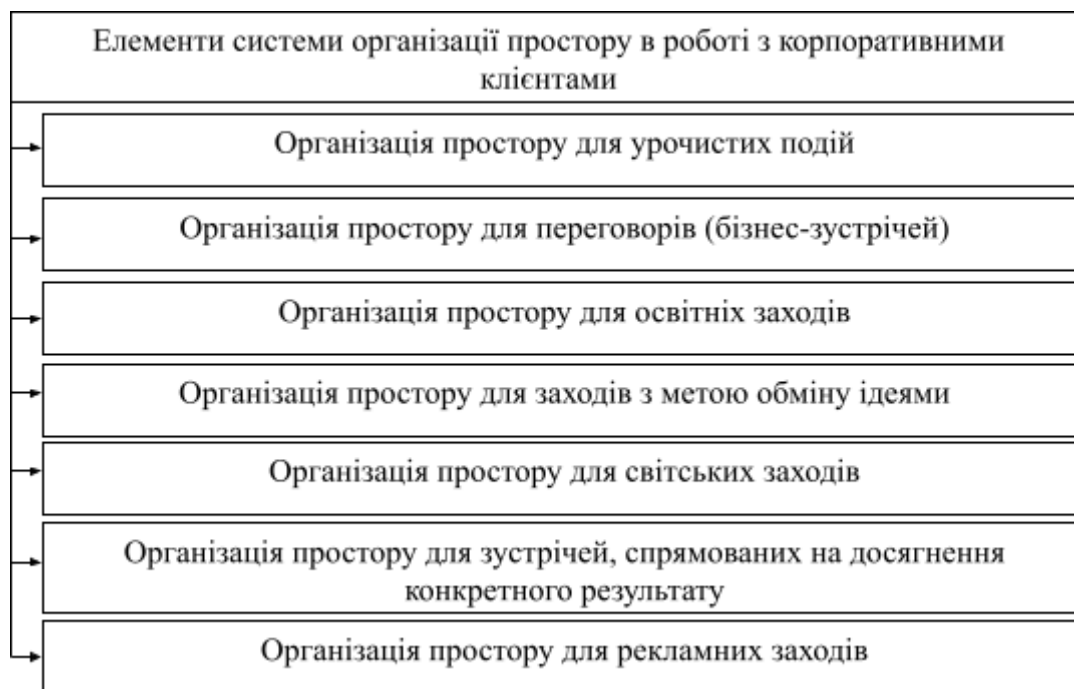 Елементи системи організації простору в роботі з корпоративними
клієнтами
Організація простору для урочистих подій
Організація простору для переговорів (бізнес-зустрічей)
Організація простору для освітніх заходів
Організація простору для заходів з метою обміну ідеями
Організація простору для світських заходів
Організація простору для зустрічей, спрямованих на досягнення
конкретного результату
Організація простору для рекламних заходів